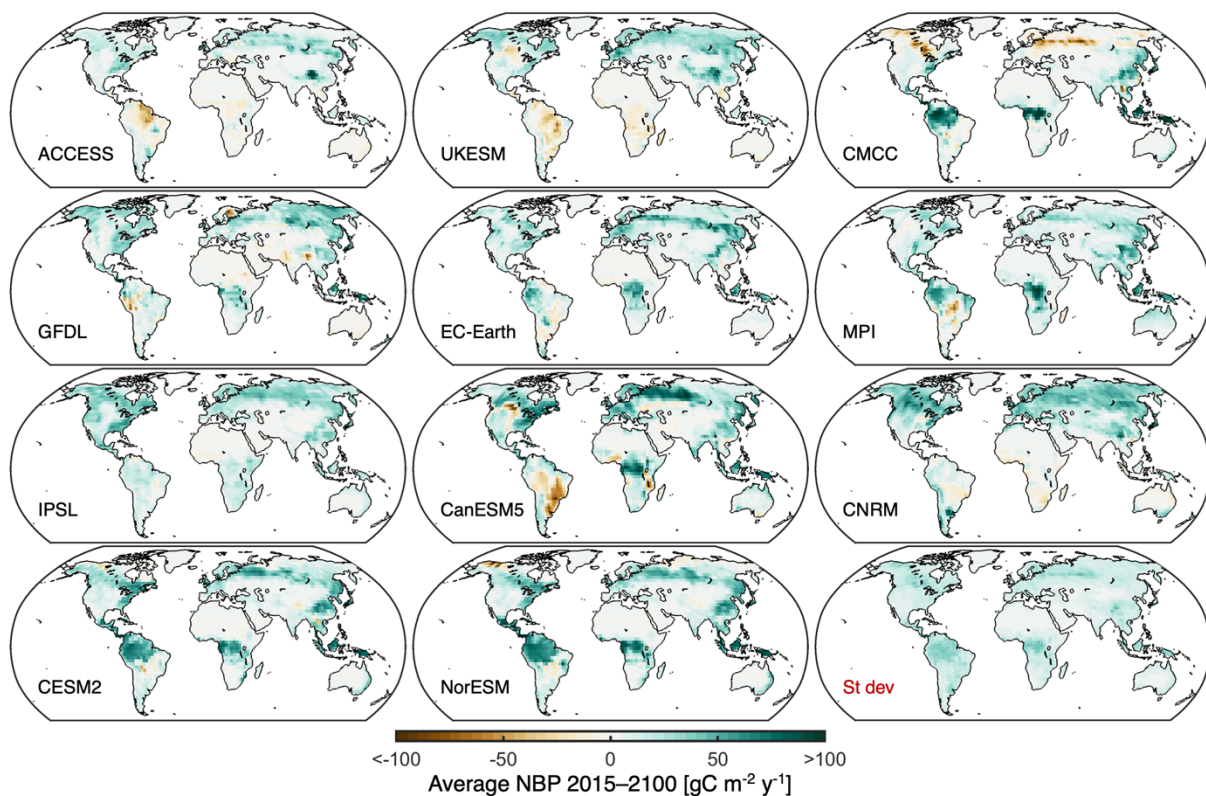 ACCESS
UKESM
CMCC
GFDL
EC-Earth
MPI
IPSL
CanESM5
CNRM
CESM2
NorESM
St dev
<-100 -50 0 50 >100
Average NBP 2015–2100 [gC m⁻² y⁻¹]